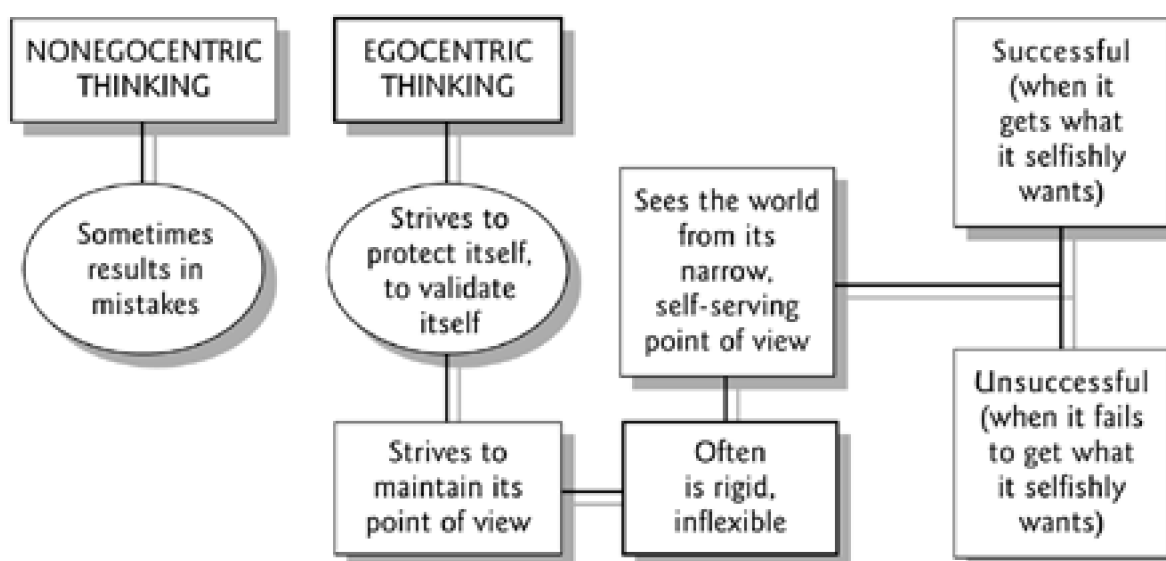 NONEGOCENTRIC
THINKING
Sometimes
results in
mistakes
EGOCENTRIC
THINKING
Strives to
protect itself,
to validate
itself
Strives to
maintain its
point of view
Often
is rigid,
inflexible
Sees the world
from its
narrow,
self-serving
point of view
Successful
(when it
gets what
it selfishly
wants)
Unsuccessful
(when it fails
to get what
it selfishly
wants)